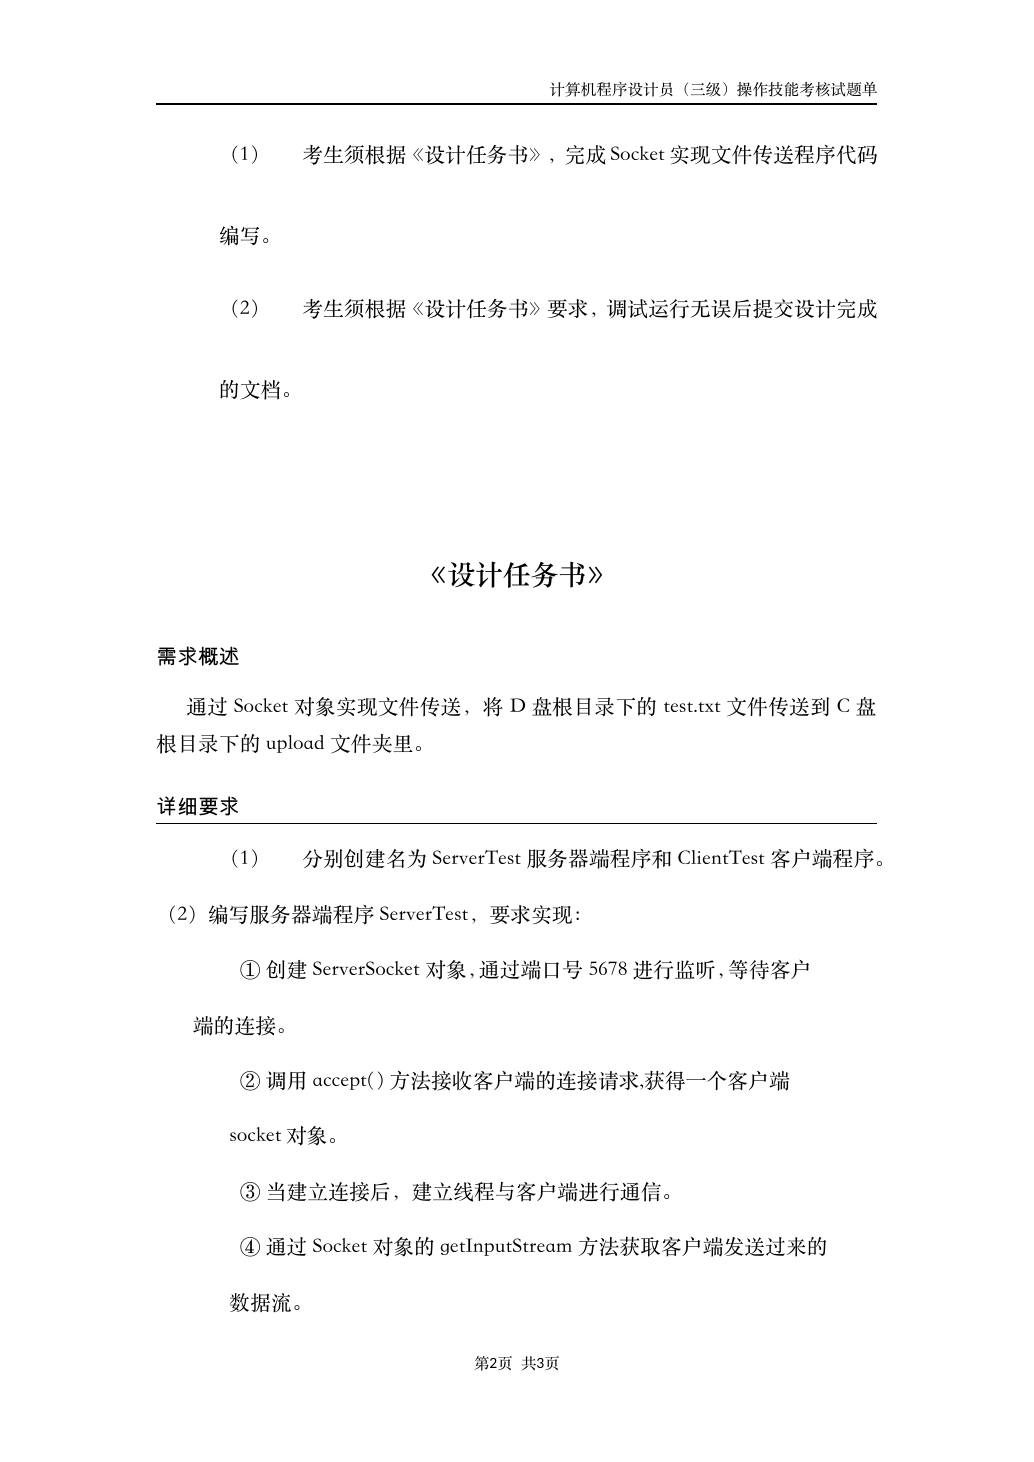 计算机程序设计员（三级）操作技能考核试题单
（1） 考生须根据《设计任务书》，完成 Socket 实现文件传送程序代码
编写。
（2） 考生须根据《设计任务书》要求，调试运行无误后提交设计完成
的文档。
《设计任务书》
需求概述
通过 Socket 对象实现文件传送，将 D 盘根目录下的 test.txt 文件传送到 C 盘
根目录下的 upload 文件夹里。
详细要求
（1） 分别创建名为 ServerTest 服务器端程序和 ClientTest 客户端程序。
（2）编写服务器端程序 ServerTest，要求实现：
① 创建 ServerSocket 对象，通过端口号 5678 进行监听，等待客户
端的连接。
② 调用 accept( ) 方法接收客户端的连接请求,获得一个客户端
socket 对象。
③ 当建立连接后，建立线程与客户端进行通信。
④ 通过 Socket 对象的 getInputStream 方法获取客户端发送过来的
数据流。
第2页 共3页